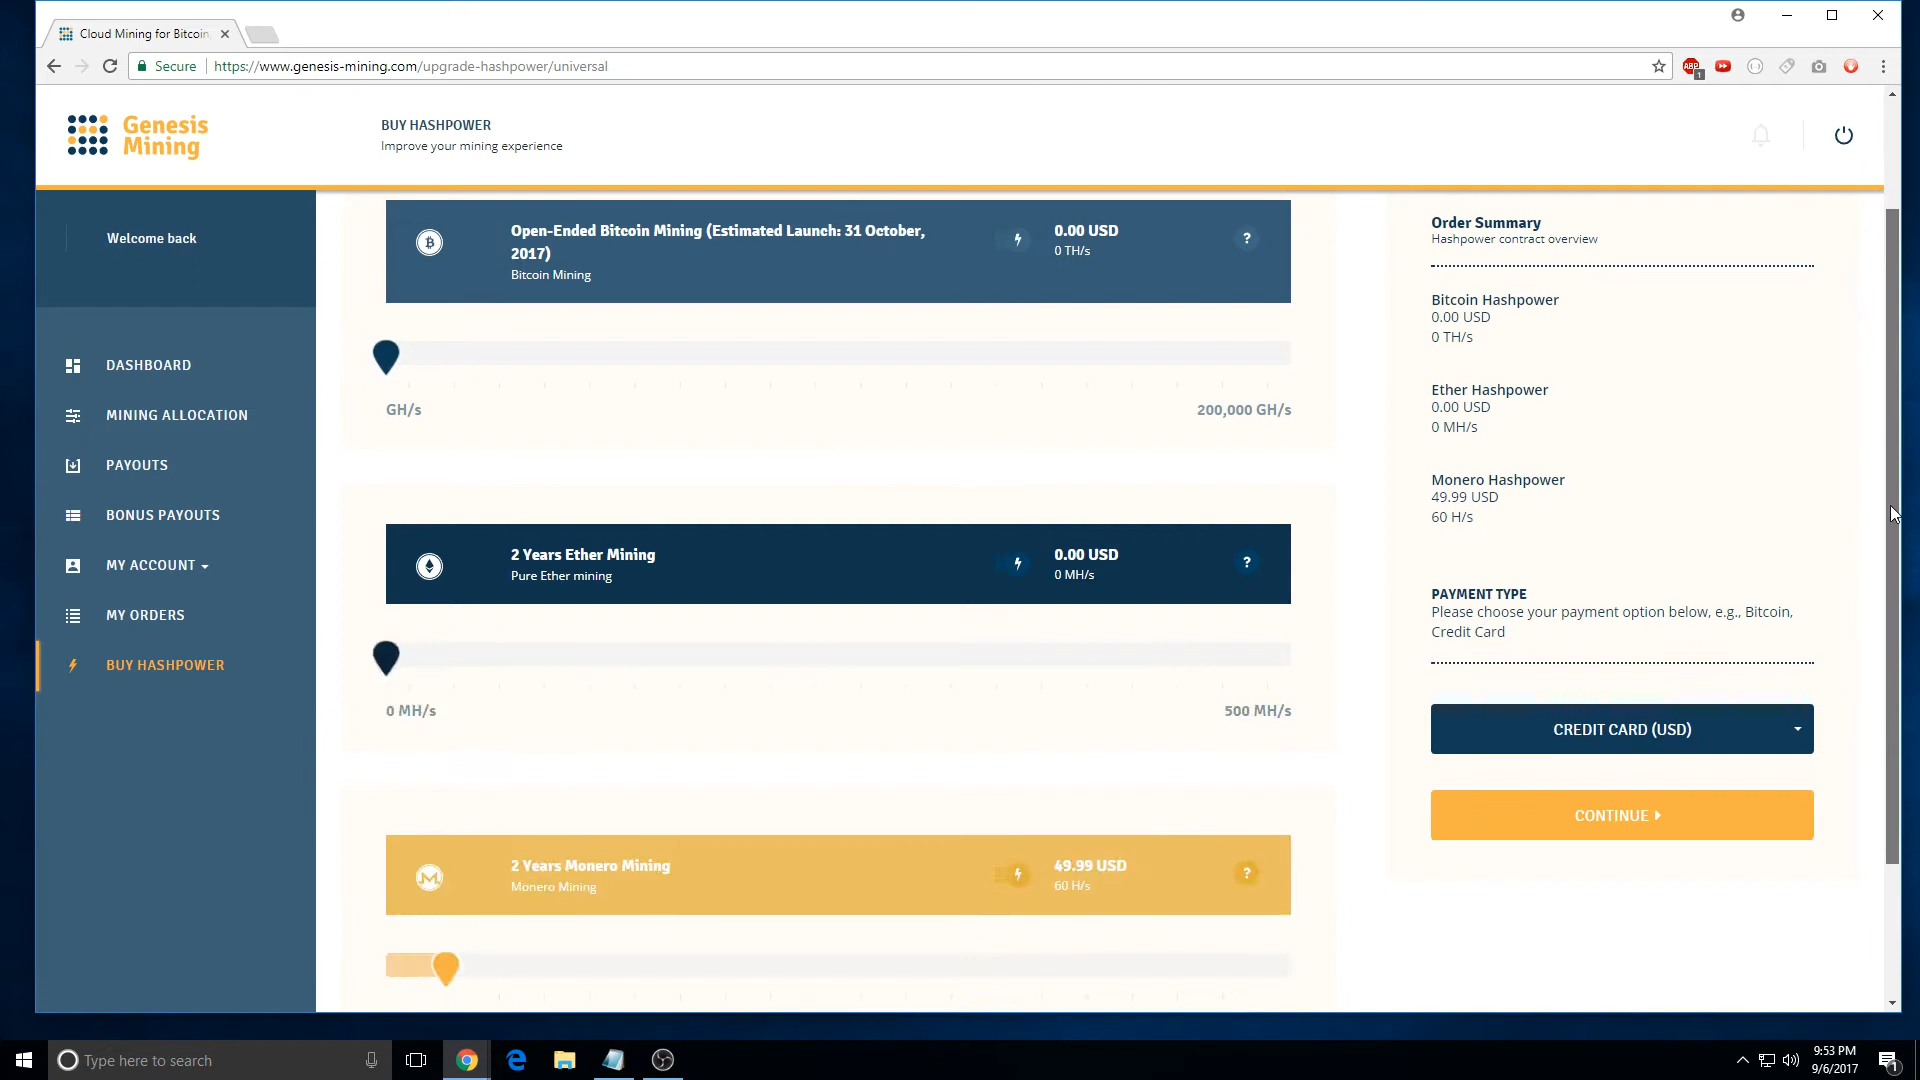 Cloud Mining for Bitcoin
Secure
https://www.genesis-mining.com/upgrade-hashpower/universal
ABP
1
Genesis
Mining
BUY HASHPOWER
Improve your mining experience
Welcome back
DASHBOARD
MINING ALLOCATION
PAYOUTS
BONUS PAYOUTS
MY ACCOUNT
MY ORDERS
BUY HASHPOWER
Open-Ended Bitcoin Mining (Estimated Launch: 31 October,
2017)
Bitcoin Mining
0.00 USD
0 TH/s
?
GH/s
200,000 GH/s
2 Years Ether Mining
Pure Ether mining
0.00 USD
0 MH/s
?
0 MH/s
500 MH/s
2 Years Monero Mining
Monero Mining
49.99 USD
60 H/s
?
Order Summary
Hashpower contract overview
Bitcoin Hashpower
0.00 USD
0 TH/s
Ether Hashpower
0.00 USD
0 MH/s
Monero Hashpower
49.99 USD
60 H/s
PAYMENT TYPE
Please choose your payment option below, e.g., Bitcoin,
Credit Card
CREDIT CARD (USD)
CONTINUE
Type here to search
9:53 PM
9/6/2017
1